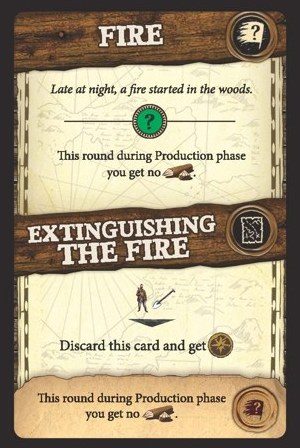 FIRE
?
Late at night, a fire started in the woods.
?
This round during Production phase
you get no .
EXTINGUISHING
THE FIRE
Discard this card and get
This round during Production phase
you get no .
?